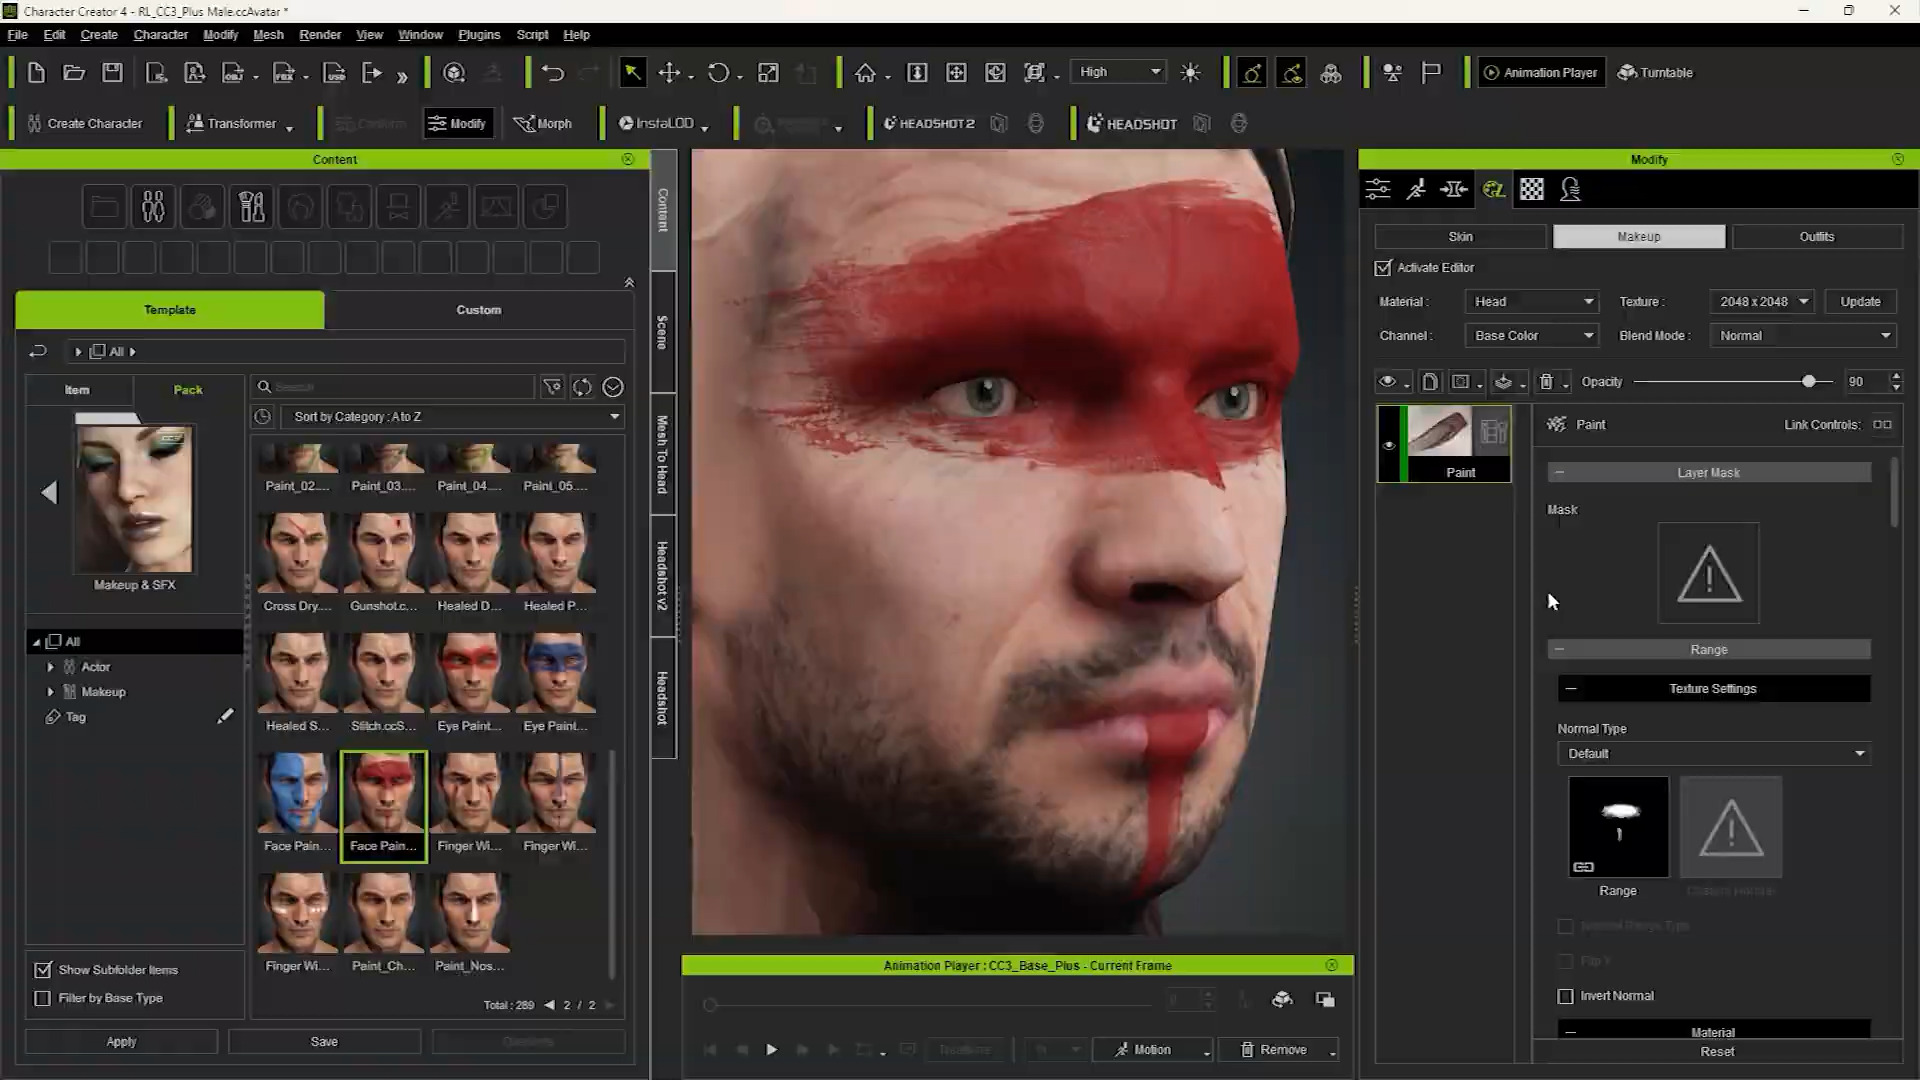 Character Creator 4 - RL_CC3_Plus Male.ccAvatar *
File Edit Create Character Modify Mesh Render View Window Plugins Script Help
High Animation Player Turntable
Create Character Transformer Modify Morph InstaLOD HEADSHOT 2 HEADSHOT
Content
Template Custom
All
Item Pack
Search
Sort by Category : A to Z
Makeup & SFX
All
Actor
Makeup
Tag
Paint_02.... Paint_03.... Paint_04.... Paint_05....
Cross Dry.... Gunshot.c... Healed D... Healed P...
Healed S... Stitch.ccS... Eye Paint... Eye Paint...
Face Pain... Face Pain... Finger Wi... Finger Wi...
Finger Wi... Paint_Ch... Paint_Nos...
Show Subfolder Items
Filter by Base Type
Total : 289 2 / 2
Apply Save
Content
Scene
Mesh To Head
Headshot v2
Headshot
Animation Player : CC3_Base_Plus - Current Frame
Motion Remove
Modify
Skin Makeup Outfits
Activate Editor
Material : Head Texture : 2048 x 2048 Update
Channel : Base Color Blend Mode : Normal
Opacity 90
Paint
Paint Link Controls:
Layer Mask
Mask
Range
Texture Settings
Normal Type
Default
Range
Flip Y
Invert Normal
Material
Reset